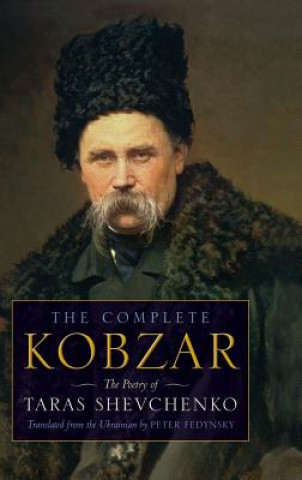 THE COMPLETE
KOBZAR
The Poetry of
TARAS SHEVCHENKO
Translated from the Ukrainian by PETER FEDYNSKY